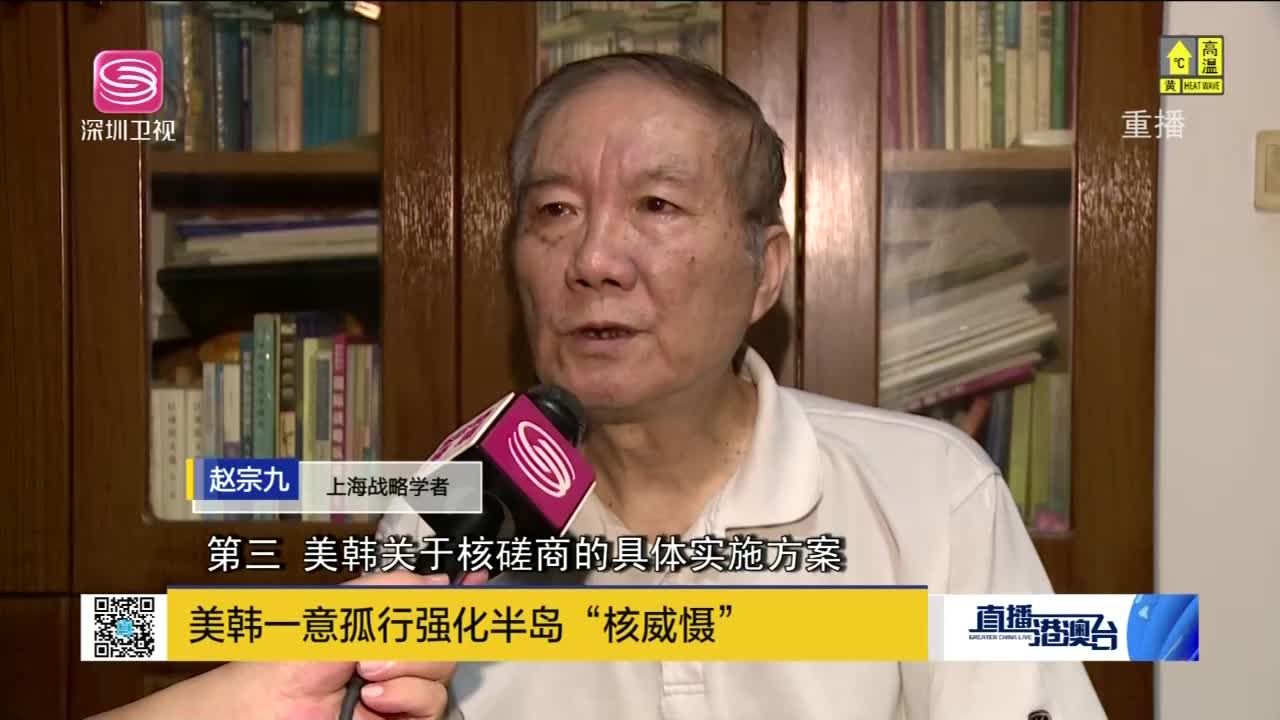 深圳卫视
高温
℃
黄 HEAT WAVE
重播
赵宗九
上海战略学者
第三 美韩关于核磋商的具体实施方案
美韩一意孤行强化半岛“核威慑”
直播港澳台
GREATER CHINA LIVE